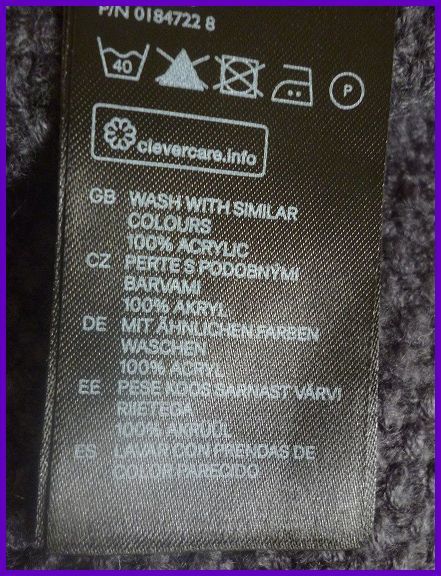 P/N 0184722 8
40 P
clevercare.info
GB WASH WITH SIMILAR
COLOURS
100% ACRYLIC
CZ PERTE S PODOBNÝMI
BARVAMI
100% AKRYL
DE MIT ÄHNLICHEN FARBEN
WASCHEN
100% ACRYL
EE PESE KOOS SARNAST VÄRVI
RIIETEGA
100% AKRÜÜL
ES LAVAR CON PRENDAS DE
COLOR PARECIDO